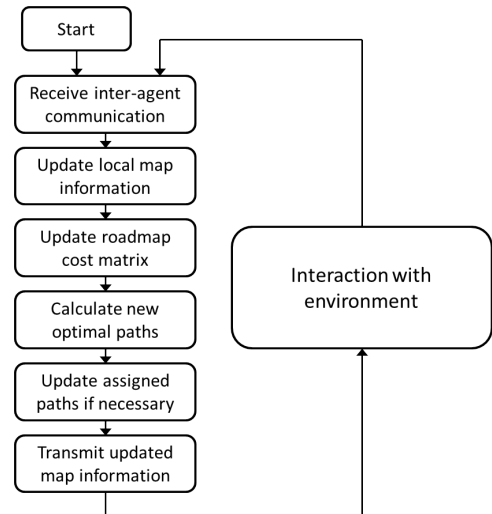 Start
Receive inter-agent
communication
Update local map
information
Update roadmap
cost matrix
Calculate new
optimal paths
Update assigned
paths if necessary
Transmit updated
map information
Interaction with
environment